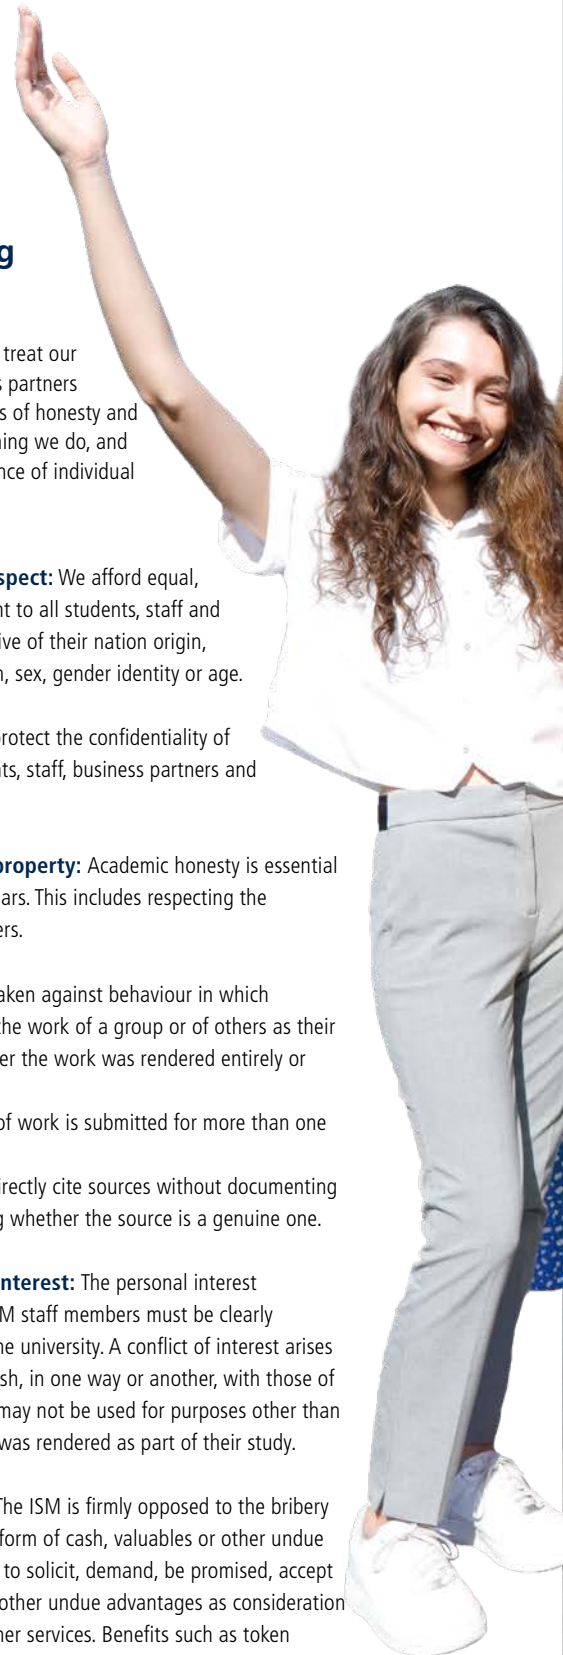 g
treat our
s partners
s of honesty and
ning we do, and
nce of individual
spect: We afford equal,
nt to all students, staff and
ive of their nation origin,
n, sex, gender identity or age.
protect the confidentiality of
nts, staff, business partners and
property: Academic honesty is essential
lars. This includes respecting the
ers.
aken against behaviour in which
the work of a group or of others as their
er the work was rendered entirely or
of work is submitted for more than one
irectly cite sources without documenting
g whether the source is a genuine one.
nterest: The personal interest
M staff members must be clearly
he university. A conflict of interest arises
sh, in one way or another, with those of
may not be used for purposes other than
was rendered as part of their study.
The ISM is firmly opposed to the bribery
form of cash, valuables or other undue
to solicit, demand, be promised, accept
other undue advantages as consideration
her services. Benefits such as token